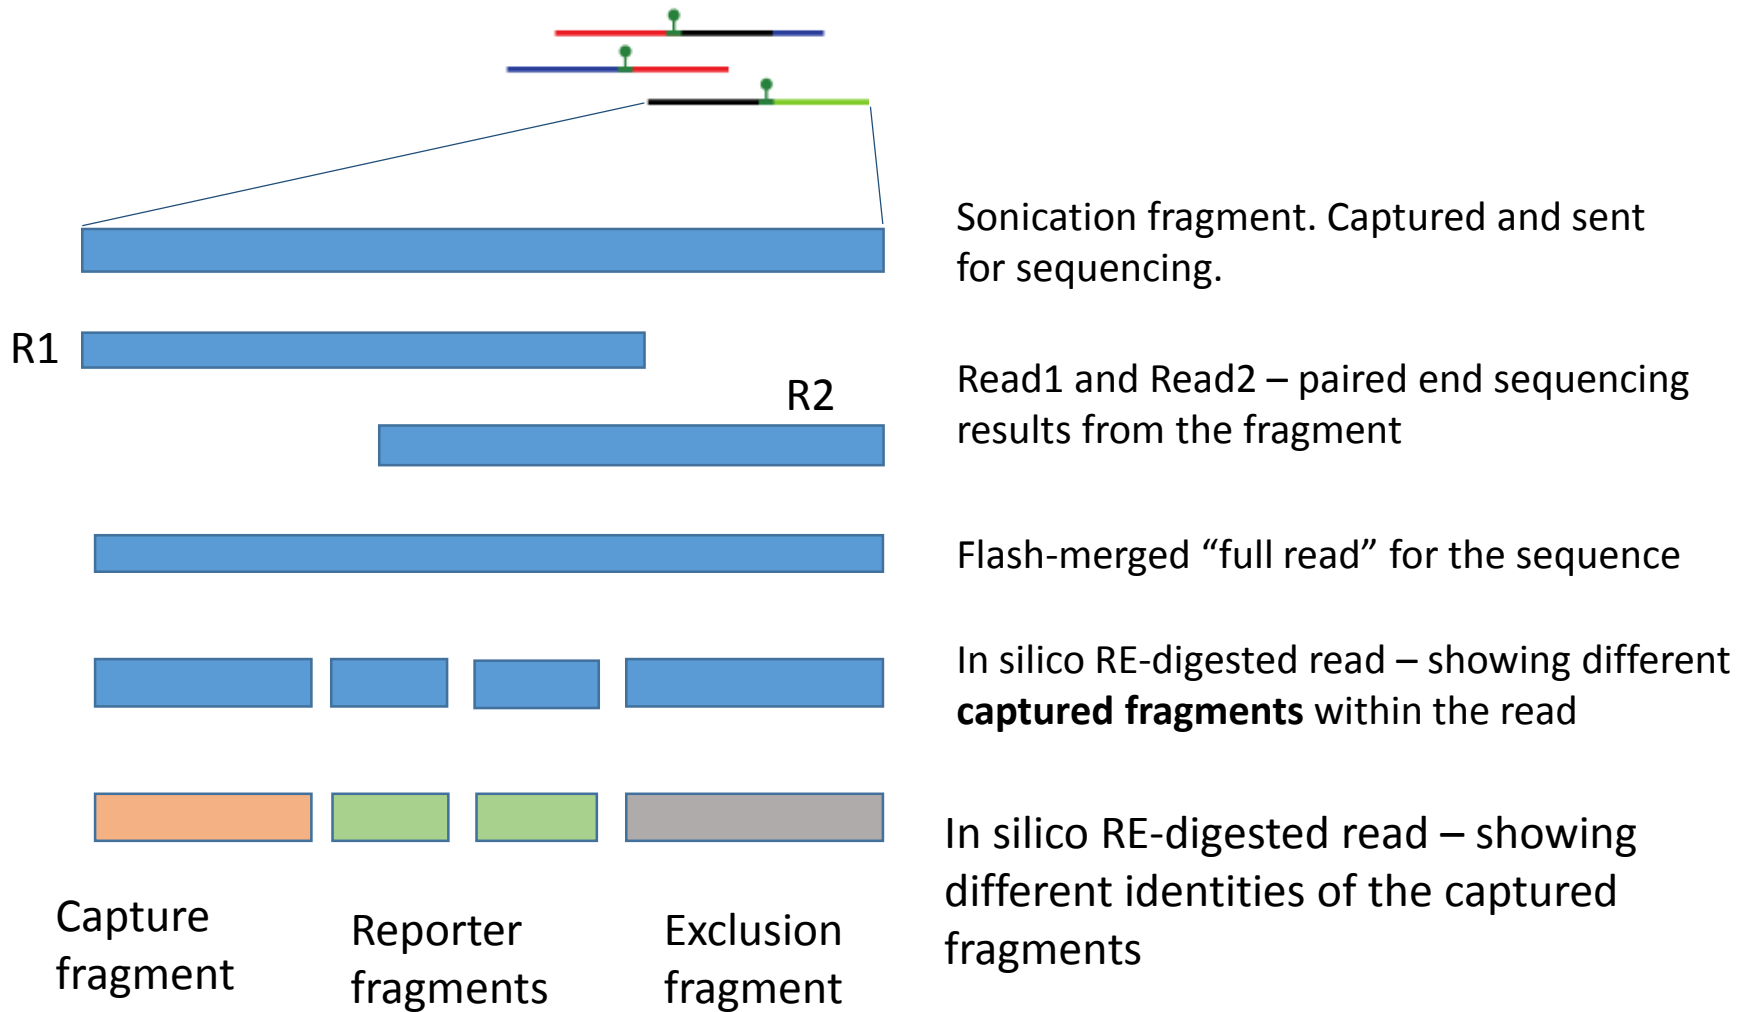 Sonication fragment. Captured and sent
for sequencing.
R1
R2
Read1 and Read2 – paired end sequencing
results from the fragment
Flash-merged “full read” for the sequence
In silico RE-digested read – showing different
captured fragments within the read
In silico RE-digested read – showing
different identities of the captured
fragments
Capture
fragment
Reporter
fragments
Exclusion
fragment